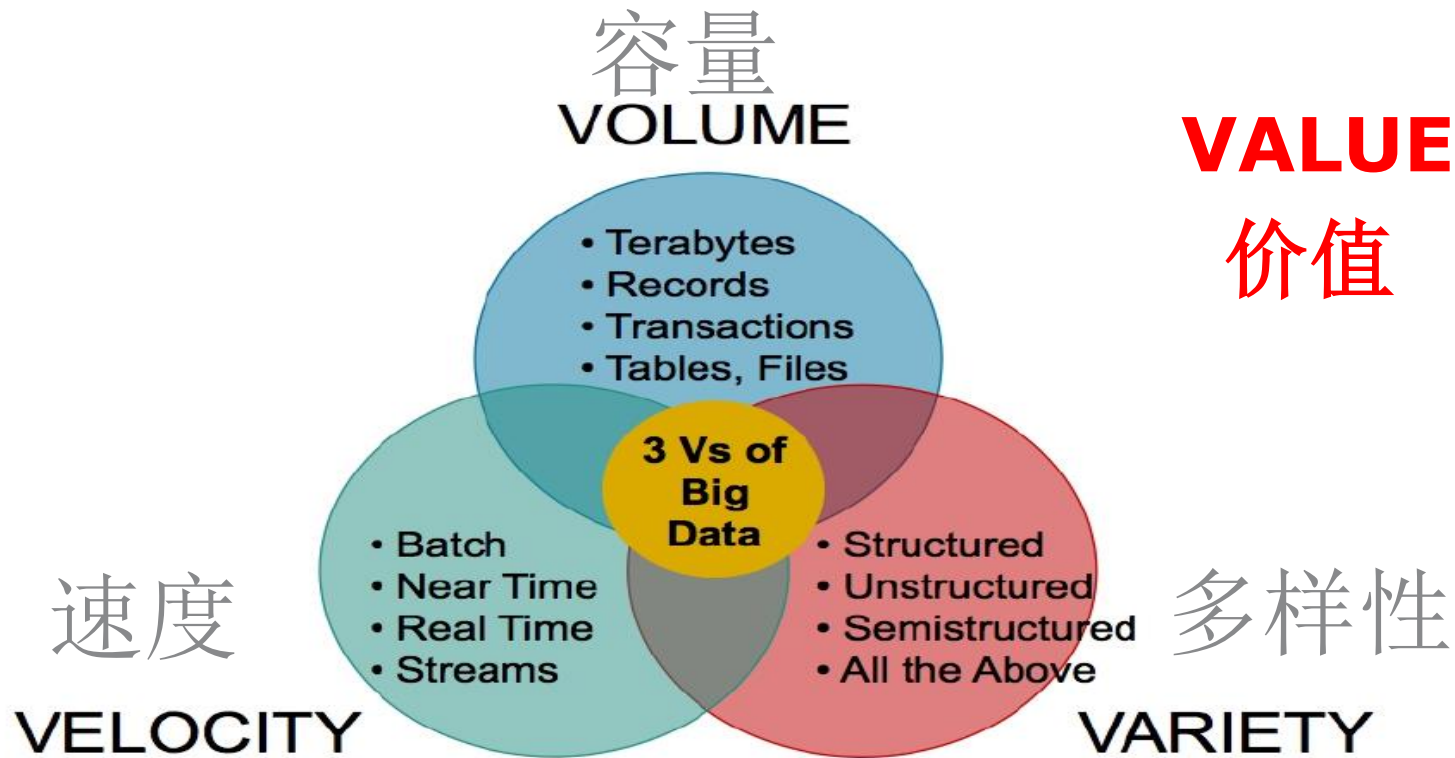 容量
VOLUME
VALUE
价值
• Terabytes
• Records
• Transactions
• Tables, Files
3 Vs of
Big
Data
• Batch
• Near Time
• Real Time
• Streams
• Structured
• Unstructured
• Semistructured
• All the Above
速度
VELOCITY
多样性
VARIETY